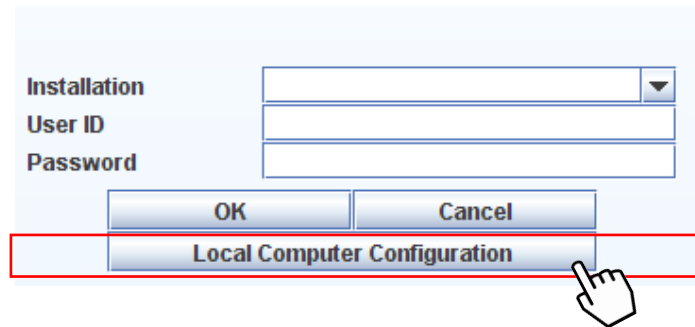 Installation
User ID
Password
OK Cancel
Local Computer Configuration